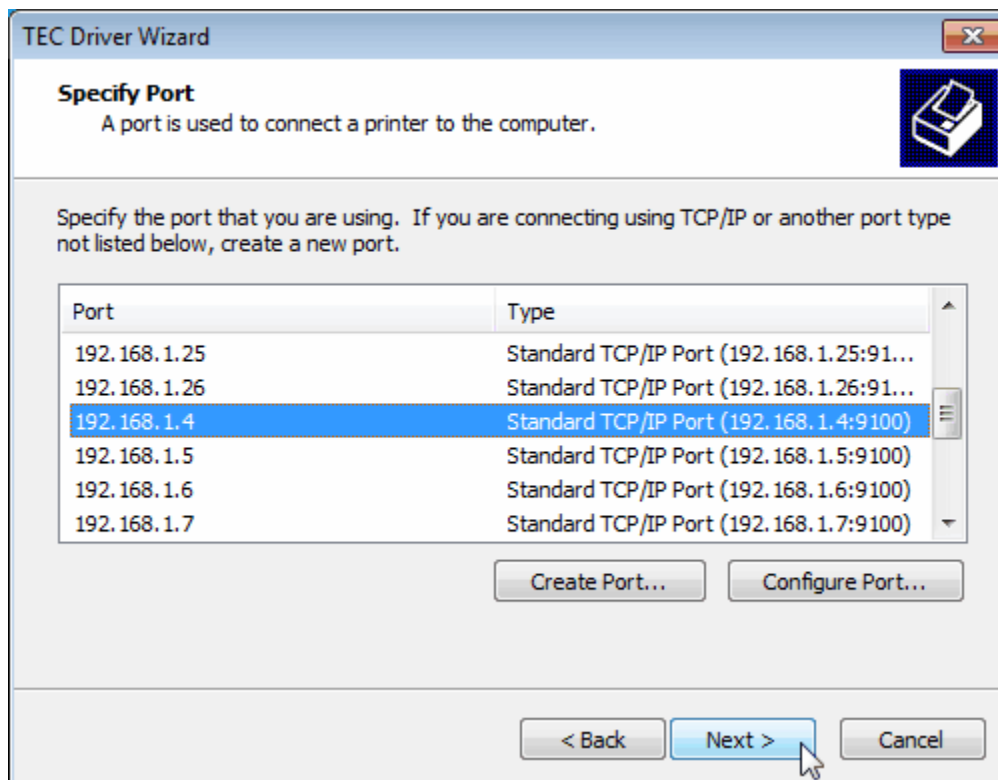 TEC Driver Wizard
Specify Port
A port is used to connect a printer to the computer.
Specify the port that you are using.  If you are connecting using TCP/IP or another port type
not listed below, create a new port.
Port Type
192.168.1.25 Standard TCP/IP Port (192.168.1.25:91...
192.168.1.26 Standard TCP/IP Port (192.168.1.26:91...
192.168.1.4 Standard TCP/IP Port (192.168.1.4:9100)
192.168.1.5 Standard TCP/IP Port (192.168.1.5:9100)
192.168.1.6 Standard TCP/IP Port (192.168.1.6:9100)
192.168.1.7 Standard TCP/IP Port (192.168.1.7:9100)
Create Port... Configure Port...
< Back Next > Cancel